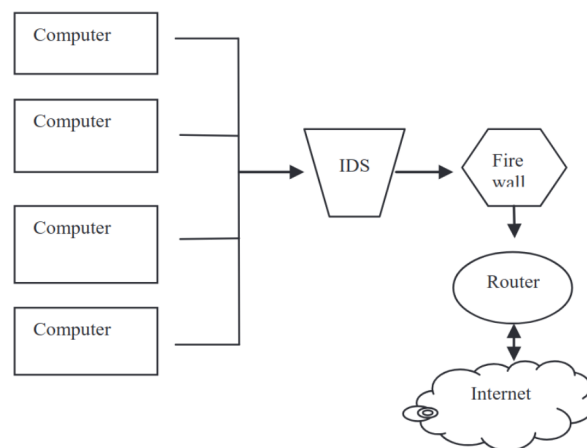 Computer
Computer
IDS
Fire
wall
Computer
Router
Computer
Internet